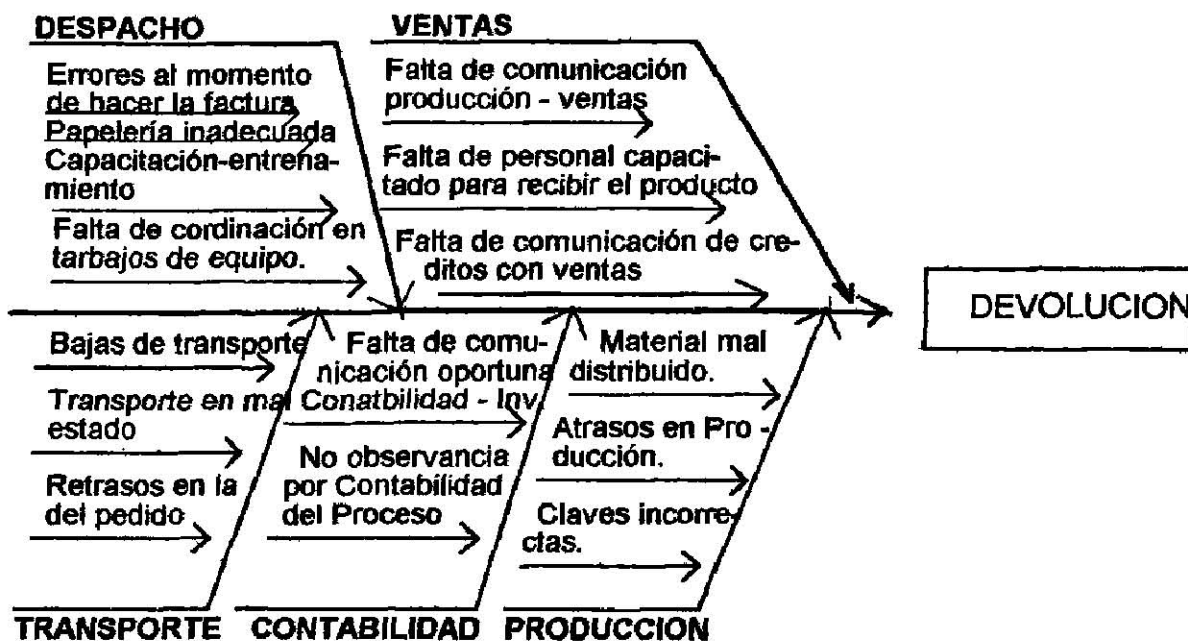 DESPACHO
Errores al momento
de hacer la factura
Papelería inadecuada
Capacitación-entrena-
miento
Falta de cordinación en
tarbajos de equipo.
VENTAS
Falta de comunicación
producción - ventas
Falta de personal capaci-
tado para recibir el producto
Falta de comunicación de cre-
ditos con ventas
DEVOLUCION
Bajas de transporte
Transporte en mal
estado
Retrasos en la
del pedido
TRANSPORTE
Falta de comu-
nicación oportuna
Conatbilidad - Inv.
No observancia
por Contabilidad
del Proceso
CONTABILIDAD
Material mal
distribuido.
Atrasos en Pro -
ducción.
Claves incorre-
ctas.
PRODUCCION